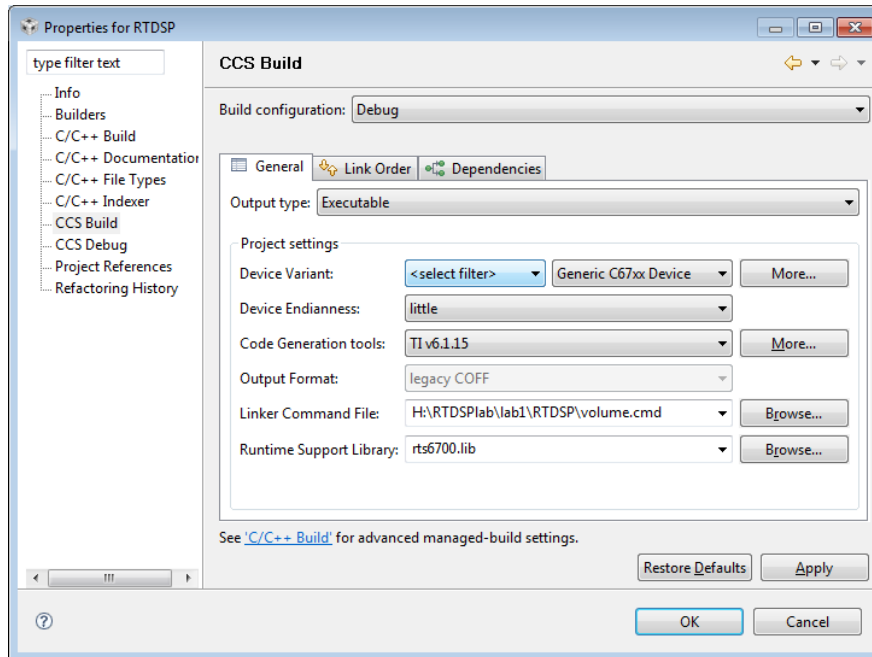 Properties for RTDSP
type filter text
Info
Builders
C/C++ Build
C/C++ Documentation
C/C++ File Types
C/C++ Indexer
CCS Build
CCS Debug
Project References
Refactoring History
CCS Build
Build configuration: Debug
General Link Order Dependencies
Output type: Executable
Project settings
Device Variant: <select filter> Generic C67xx Device More...
Device Endianness: little
Code Generation tools: TI v6.1.15 More...
Output Format: legacy COFF
Linker Command File: H:\RTDSPlab\lab1\RTDSP\volume.cmd Browse...
Runtime Support Library: rts6700.lib Browse...
See 'C/C++ Build' for advanced managed-build settings.
Restore Defaults Apply
OK Cancel